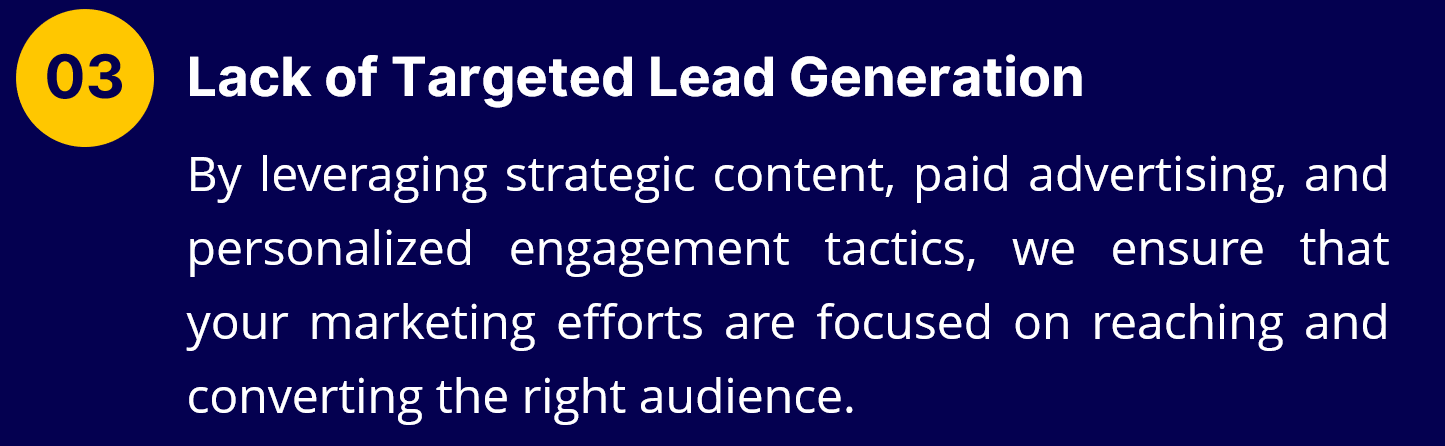 03
Lack of Targeted Lead Generation
By leveraging strategic content, paid advertising, and
personalized engagement tactics, we ensure that
your marketing efforts are focused on reaching and
converting the right audience.